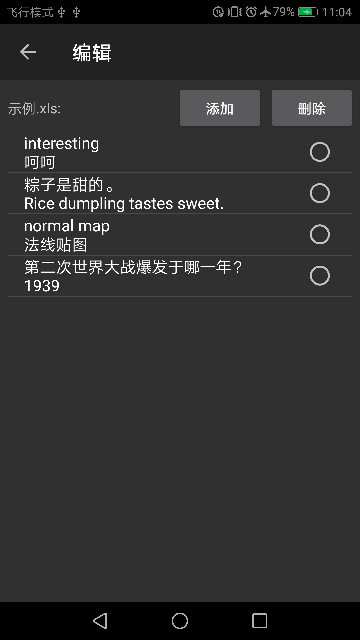 飞行模式 79% 11:04
编辑
示例.xls: 添加 删除
interesting
呵呵
粽子是甜的。
Rice dumpling tastes sweet.
normal map
法线贴图
第二次世界大战爆发于哪一年？
1939